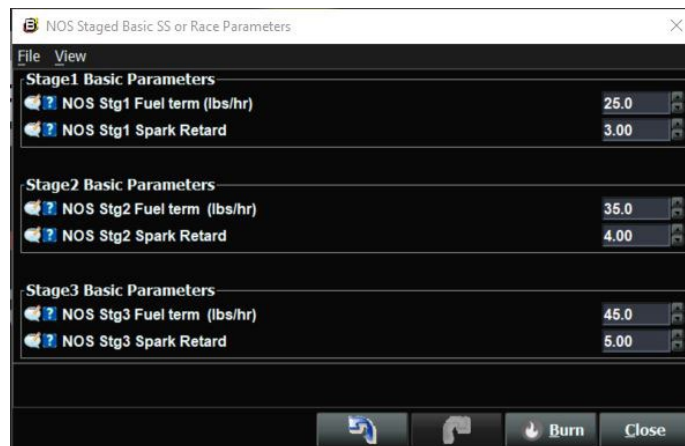 NOS Staged Basic SS or Race Parameters
File View
Stage1 Basic Parameters
NOS Stg1 Fuel term (lbs/hr) 25.0
NOS Stg1 Spark Retard 3.00
Stage2 Basic Parameters
NOS Stg2 Fuel term (lbs/hr) 35.0
NOS Stg2 Spark Retard 4.00
Stage3 Basic Parameters
NOS Stg3 Fuel term (lbs/hr) 45.0
NOS Stg3 Spark Retard 5.00
Burn Close